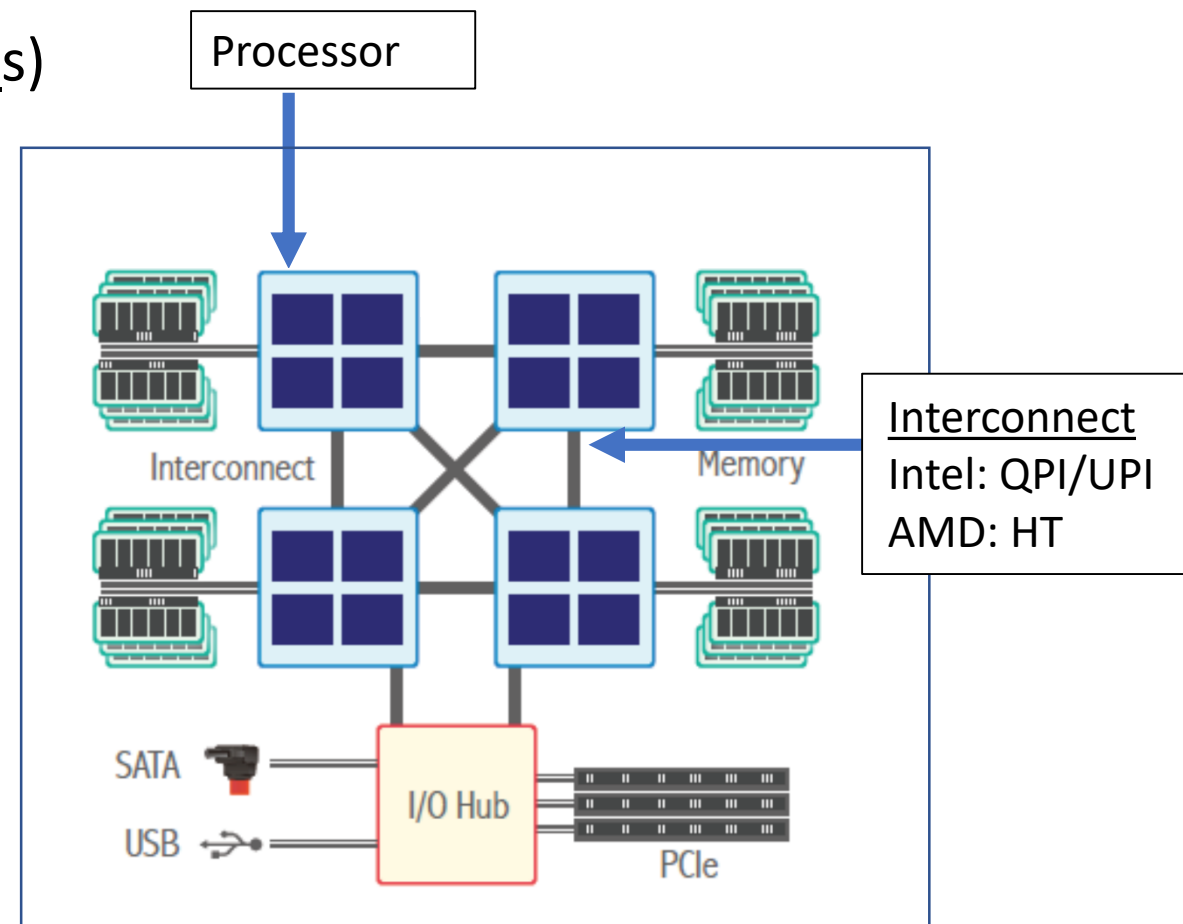 s)
Processor
Interconnect
Memory
Interconnect
Intel: QPI/UPI
AMD: HT
SATA
I/O Hub
USB
PCIe